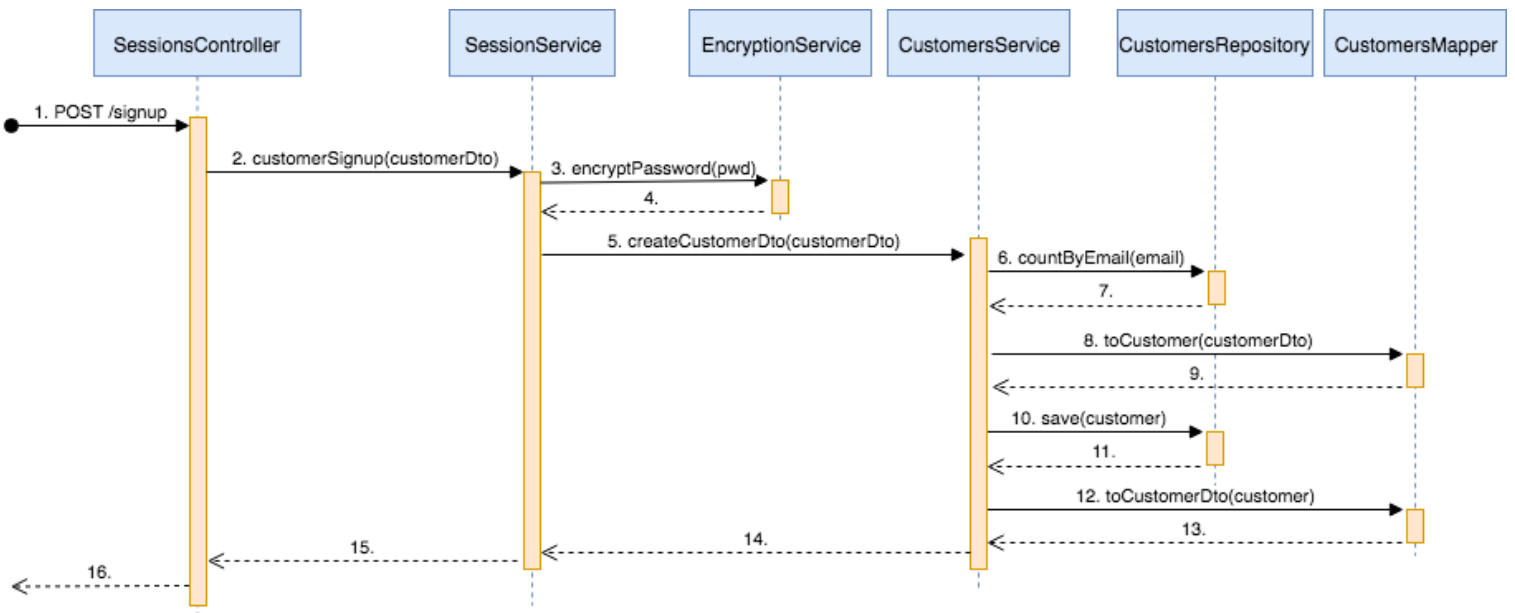 SessionsController
SessionService
EncryptionService
CustomersService
CustomersRepository
CustomersMapper
1. POST /signup
2. customerSignup(customerDto)
3. encryptPassword(pwd)
4.
5. createCustomerDto(customerDto)
6. countByEmail(email)
7.
8. toCustomer(customerDto)
9.
10. save(customer)
11.
12. toCustomerDto(customer)
13.
14.
15.
16.